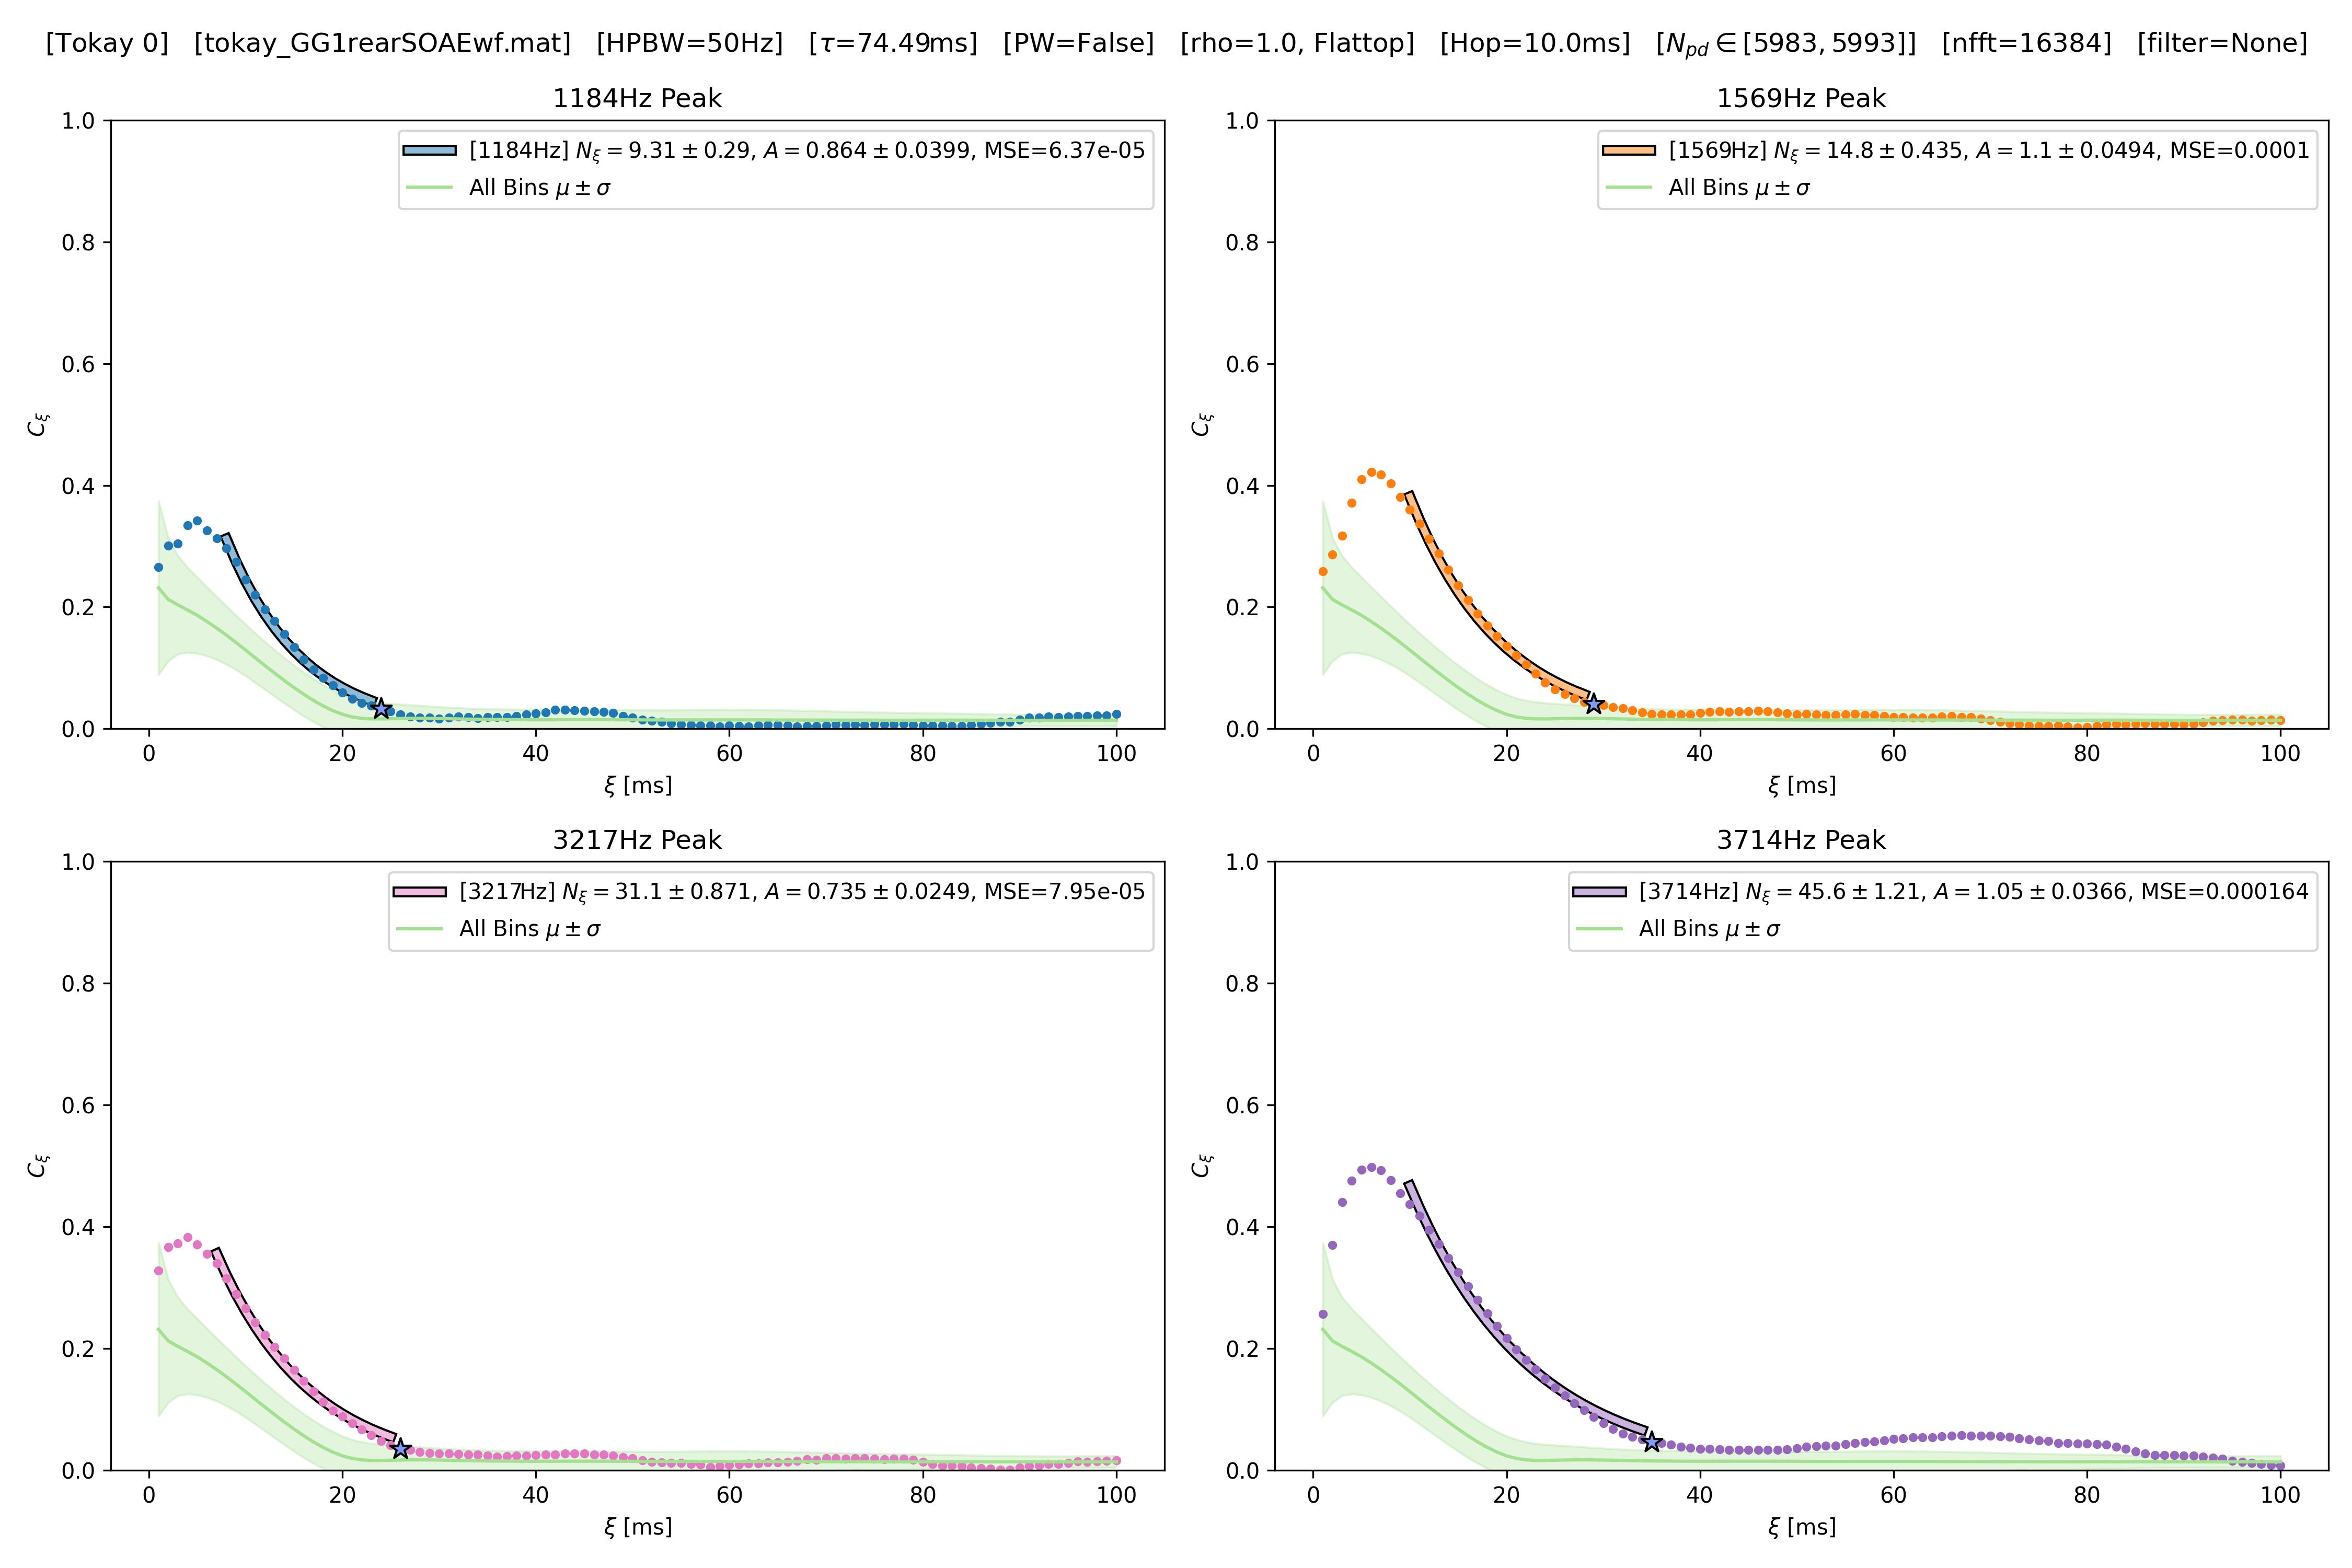 [Tokay 0] [tokay_GG1rearSOAEwf.mat] [HPBW=50Hz] [τ=74.49ms] [PW=False] [rho=1.0, Flattop] [Hop=10.0ms] [N_pd ∈ [5983, 5993]] [nfft=16384] [filter=None]
1184Hz Peak
[1184Hz] N_ξ = 9.31 ± 0.29, A = 0.864 ± 0.0399, MSE=6.37e-05
All Bins μ ± σ
1.0
0.8
0.6
0.4
0.2
0.0
C_ξ
0 20 40 60 80 100
ξ [ms]
1569Hz Peak
[1569Hz] N_ξ = 14.8 ± 0.435, A = 1.1 ± 0.0494, MSE=0.0001
All Bins μ ± σ
1.0
0.8
0.6
0.4
0.2
0.0
C_ξ
0 20 40 60 80 100
ξ [ms]
3217Hz Peak
[3217Hz] N_ξ = 31.1 ± 0.871, A = 0.735 ± 0.0249, MSE=7.95e-05
All Bins μ ± σ
1.0
0.8
0.6
0.4
0.2
0.0
C_ξ
0 20 40 60 80 100
ξ [ms]
3714Hz Peak
[3714Hz] N_ξ = 45.6 ± 1.21, A = 1.05 ± 0.0366, MSE=0.000164
All Bins μ ± σ
1.0
0.8
0.6
0.4
0.2
0.0
C_ξ
0 20 40 60 80 100
ξ [ms]